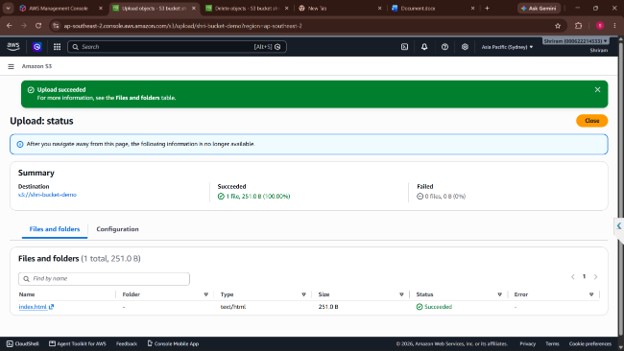 AWS Management Console
Upload objects - S3 bucket shri
Delete objects - S3 bucket shri
New Tab
Document.docx
Ask Gemini
ap-southeast-2.console.aws.amazon.com/s3/upload/shri-bucket-demo?region=ap-southeast-2
aws
Search
[Alt+S]
Asia Pacific (Sydney)
Shriram
Amazon S3
Upload succeeded
For more information, see the Files and folders table.
Upload: status
Close
After you navigate away from this page, the following information is no longer available.
Summary
Destination
Succeeded
Failed
s3://shri-bucket-demo
1 file, 251.0 B (100.00%)
0 files, 0 B (0%)
Files and folders
Configuration
Files and folders (1 total, 251.0 B)
Find by name
1
Name
Folder
Type
Size
Status
Error
index.html
-
text/html
251.0 B
Succeeded
-
CloudShell
Agent Toolkit for AWS
Feedback
Console Mobile App
© 2026, Amazon Web Services, Inc. or its affiliates.
Privacy
Terms
Cookie preferences